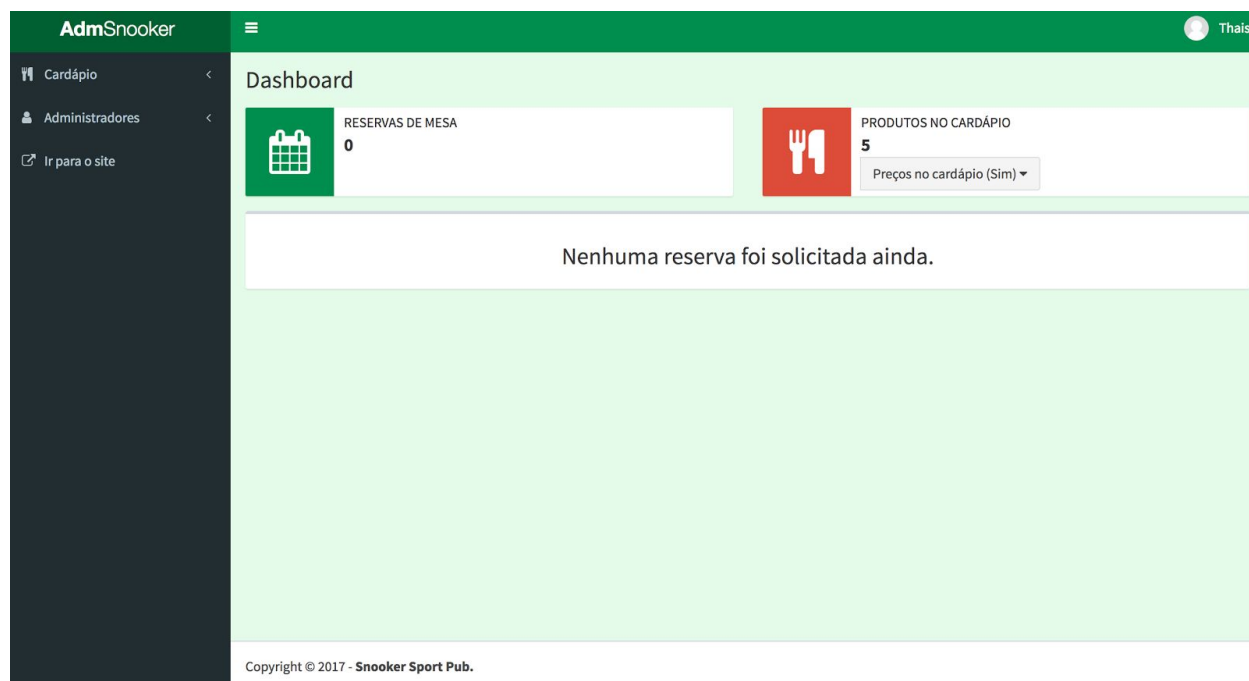 AdmSnooker
Thais
Cardápio
Administradores
Ir para o site
Dashboard
RESERVAS DE MESA
0
PRODUTOS NO CARDÁPIO
5
Preços no cardápio (Sim)
Nenhuma reserva foi solicitada ainda.
Copyright © 2017 - Snooker Sport Pub.